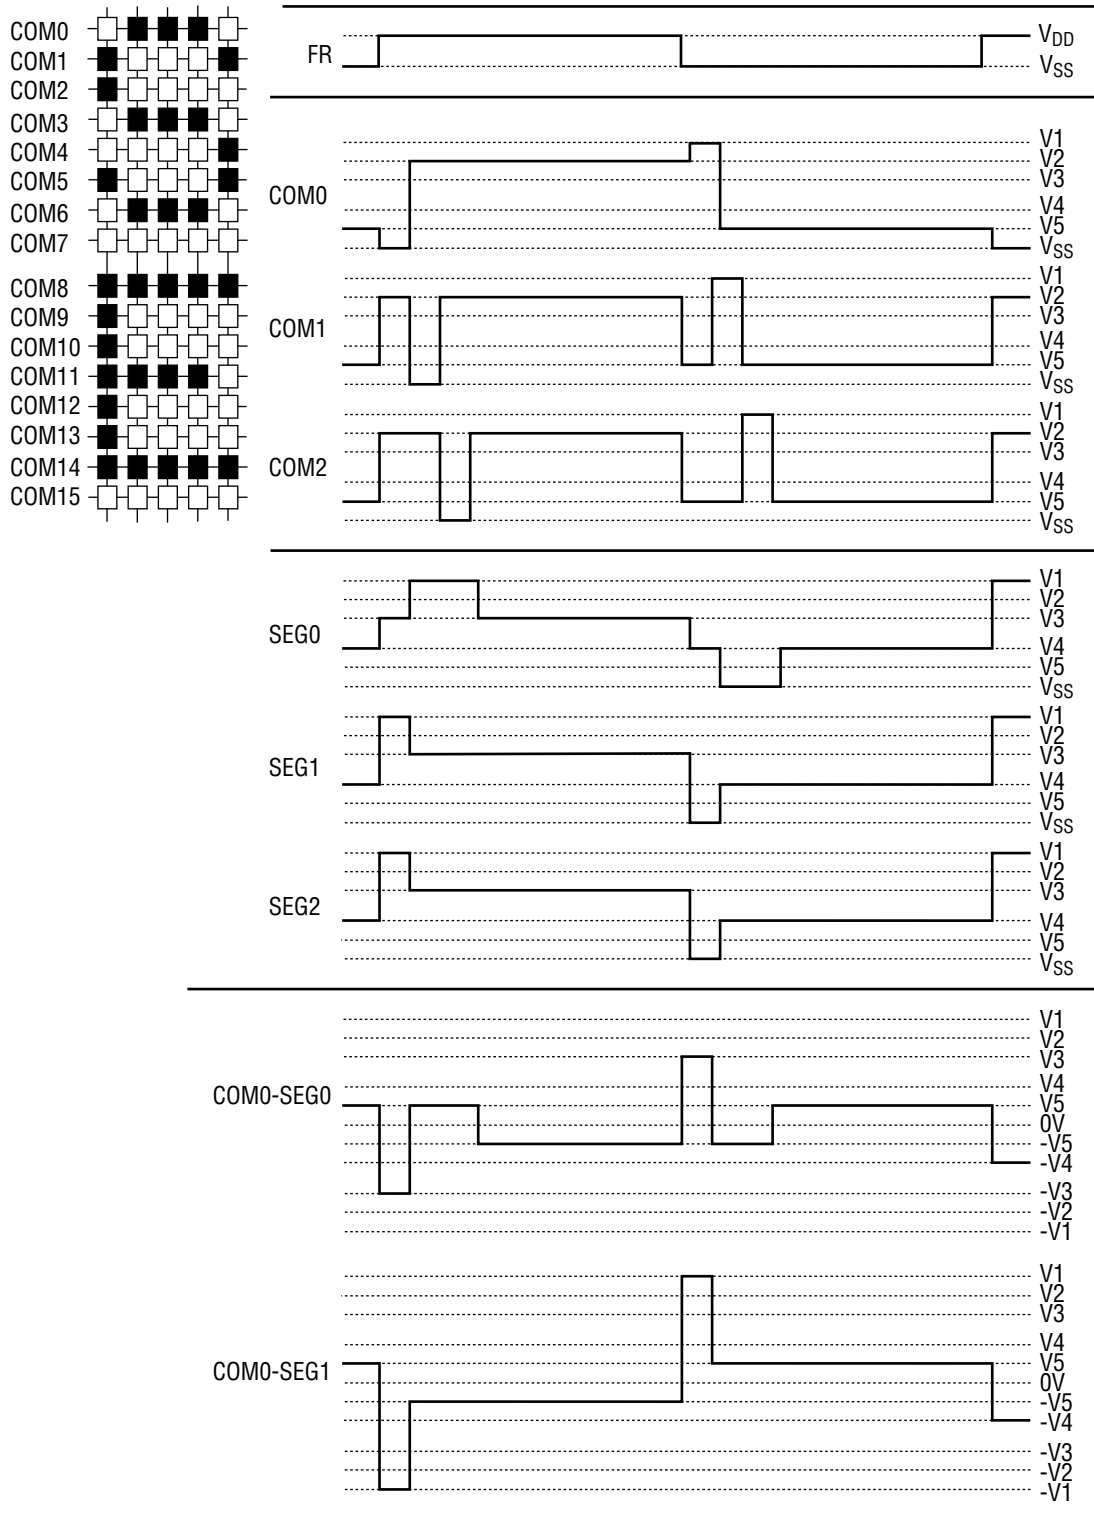 COM0
COM1
COM2
COM3
COM4
COM5
COM6
COM7
COM8
COM9
COM10
COM11
COM12
COM13
COM14
COM15
FR
VDD
VSS
COM0
V1
V2
V3
V4
V5
VSS
COM1
V1
V2
V3
V4
V5
VSS
COM2
V1
V2
V3
V4
V5
VSS
SEG0
V1
V2
V3
V4
V5
VSS
SEG1
V1
V2
V3
V4
V5
VSS
SEG2
V1
V2
V3
V4
V5
VSS
COM0-SEG0
V1
V2
V3
V4
V5
0V
-V5
-V4
-V3
-V2
-V1
COM0-SEG1
V1
V2
V3
V4
V5
0V
-V5
-V4
-V3
-V2
-V1